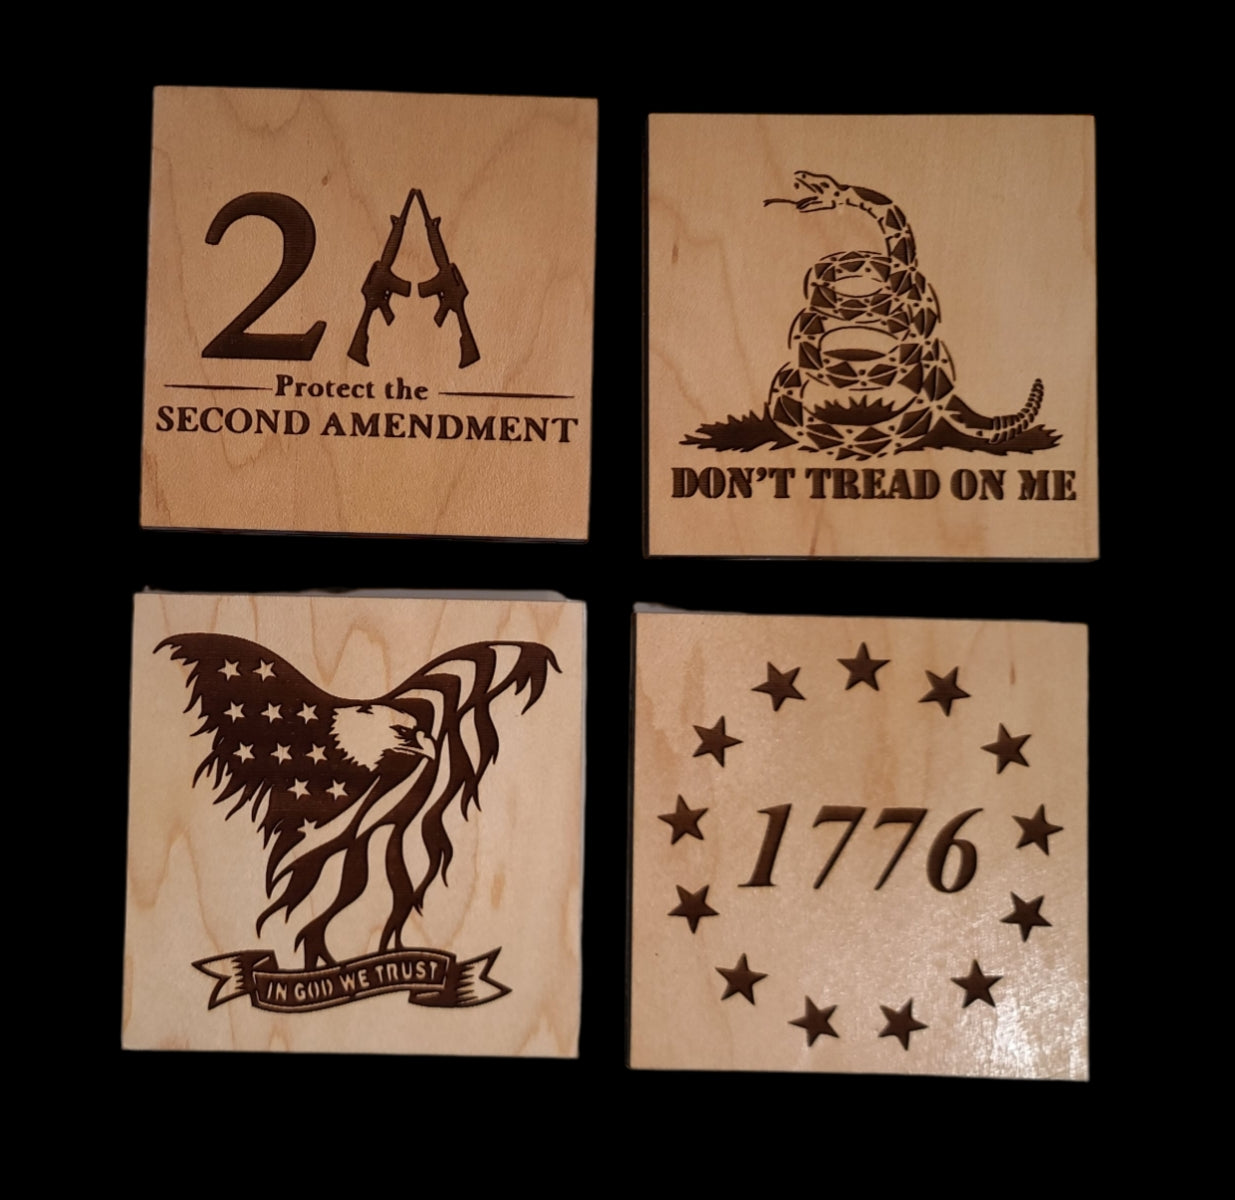 2A
Protect the
SECOND AMENDMENT
DON'T TREAD ON ME
IN GOD WE TRUST
1776